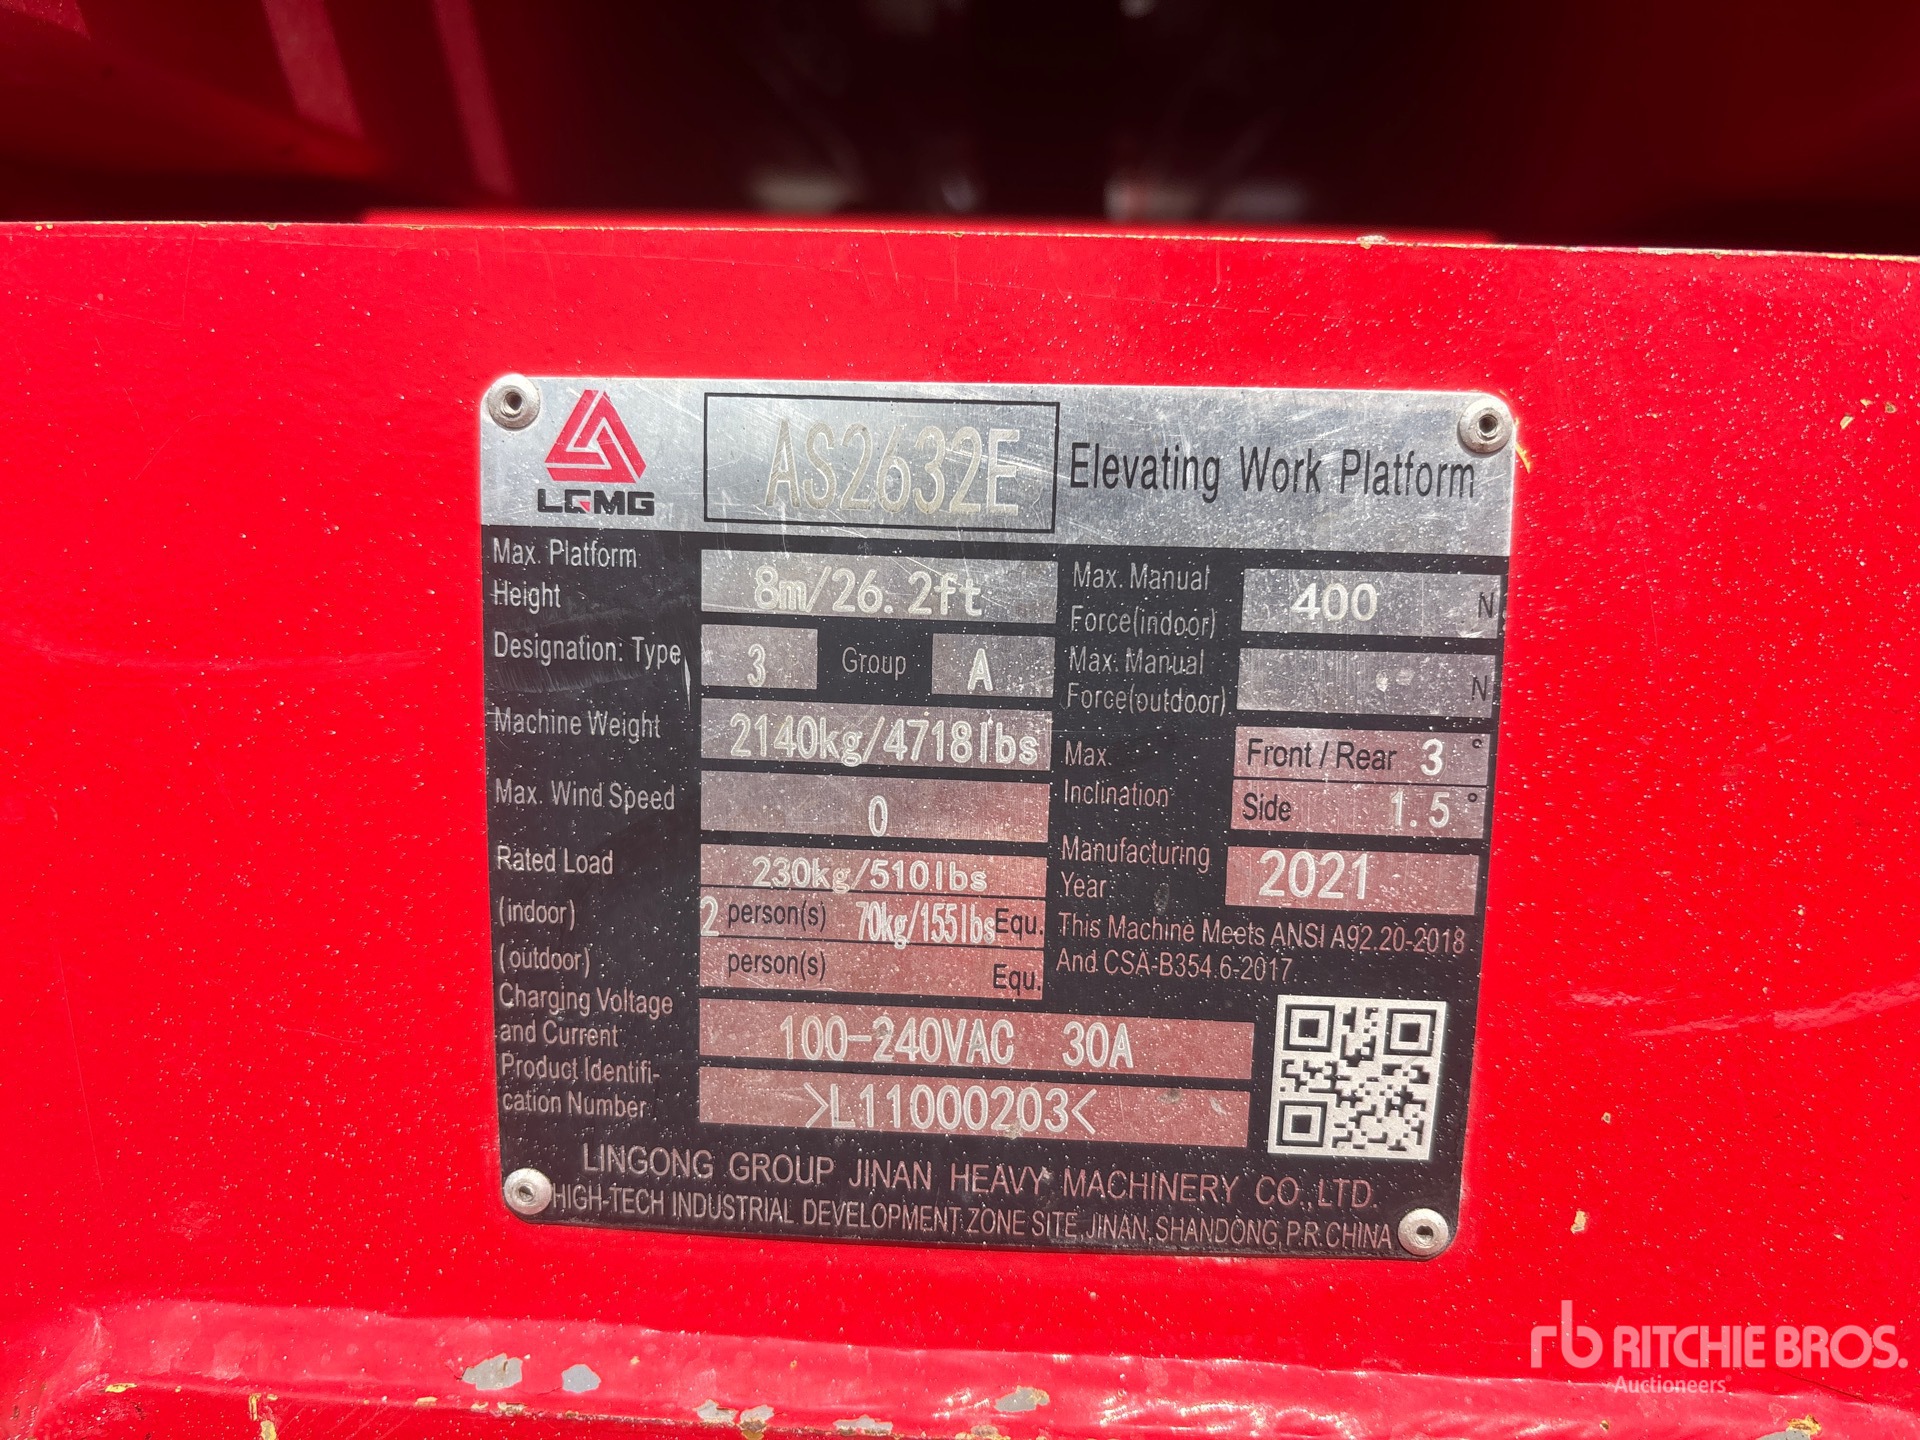 LGMG
AS2632E
Elevating Work Platform
Max. Platform
Height
8m/26.2ft
Designation: Type
3
Group
A
Machine Weight
2140kg/4718lbs
Max. Wind Speed
0
Rated Load
230kg/510lbs
(indoor)
2 person(s) 70kg/155lbs Equ.
(outdoor)
person(s) Equ.
Max. Manual
Force(indoor)
400 N
Max. Manual
Force(outdoor)
N
Max.
Inclination
Front / Rear 3 °
Side 1.5 °
Manufacturing
Year:
2021
This Machine Meets ANSI A92.20-2018
And CSA-B354.6-2017
Charging Voltage
and Current:
100-240VAC 30A
Product Identifi-
cation Number:
>L11000203<
LINGONG GROUP JINAN HEAVY MACHINERY CO.,LTD.
HIGH-TECH INDUSTRIAL DEVELOPMENT ZONE SITE,JINAN,SHANDONG,P.R.CHINA
rb RITCHIE BROS.
Auctioneers